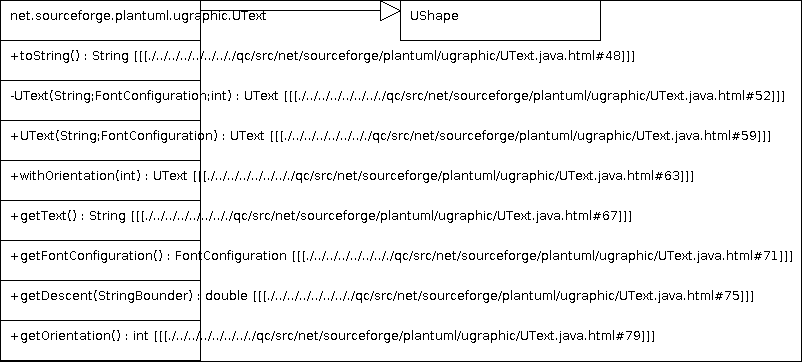 net.sourceforge.plantuml.ugraphic.UText
UShape
+toString() : String [[[./../../../../../../../qc/src/net/sourceforge/plantuml/ugraphic/UText.java.html#48]]]
-UText(String;FontConfiguration;int) : UText [[[./../../../../../../../qc/src/net/sourceforge/plantuml/ugraphic/UText.java.html#52]]]
+UText(String;FontConfiguration) : UText [[[./../../../../../../../qc/src/net/sourceforge/plantuml/ugraphic/UText.java.html#59]]]
+withOrientation(int) : UText [[[./../../../../../../../qc/src/net/sourceforge/plantuml/ugraphic/UText.java.html#63]]]
+getText() : String [[[./../../../../../../../qc/src/net/sourceforge/plantuml/ugraphic/UText.java.html#67]]]
+getFontConfiguration() : FontConfiguration [[[./../../../../../../../qc/src/net/sourceforge/plantuml/ugraphic/UText.java.html#71]]]
+getDescent(StringBounder) : double [[[./../../../../../../../qc/src/net/sourceforge/plantuml/ugraphic/UText.java.html#75]]]
+getOrientation() : int [[[./../../../../../../../qc/src/net/sourceforge/plantuml/ugraphic/UText.java.html#79]]]